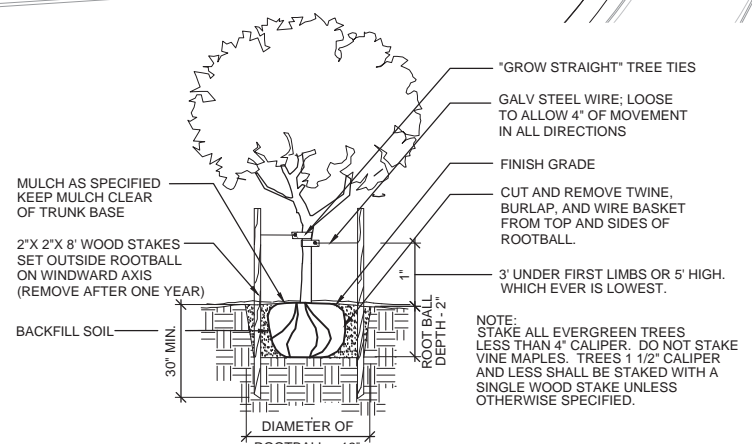 "GROW STRAIGHT" TREE TIES
GALV STEEL WIRE; LOOSE
TO ALLOW 4" OF MOVEMENT
IN ALL DIRECTIONS
FINISH GRADE
CUT AND REMOVE TWINE,
BURLAP, AND WIRE BASKET
FROM TOP AND SIDES OF
ROOTBALL.
3' UNDER FIRST LIMBS OR 5' HIGH.
WHICH EVER IS LOWEST.
NOTE:
STAKE ALL EVERGREEN TREES
LESS THAN 4" CALIPER. DO NOT STAKE
VINE MAPLES. TREES 1 1/2" CALIPER
AND LESS SHALL BE STAKED WITH A
SINGLE WOOD STAKE UNLESS
OTHERWISE SPECIFIED.
MULCH AS SPECIFIED
KEEP MULCH CLEAR
OF TRUNK BASE
2"X 2"X 8' WOOD STAKES
SET OUTSIDE ROOTBALL
ON WINDWARD AXIS
(REMOVE AFTER ONE YEAR)
BACKFILL SOIL
30" MIN.
1"
ROOT BALL
DEPTH - 2"
DIAMETER OF